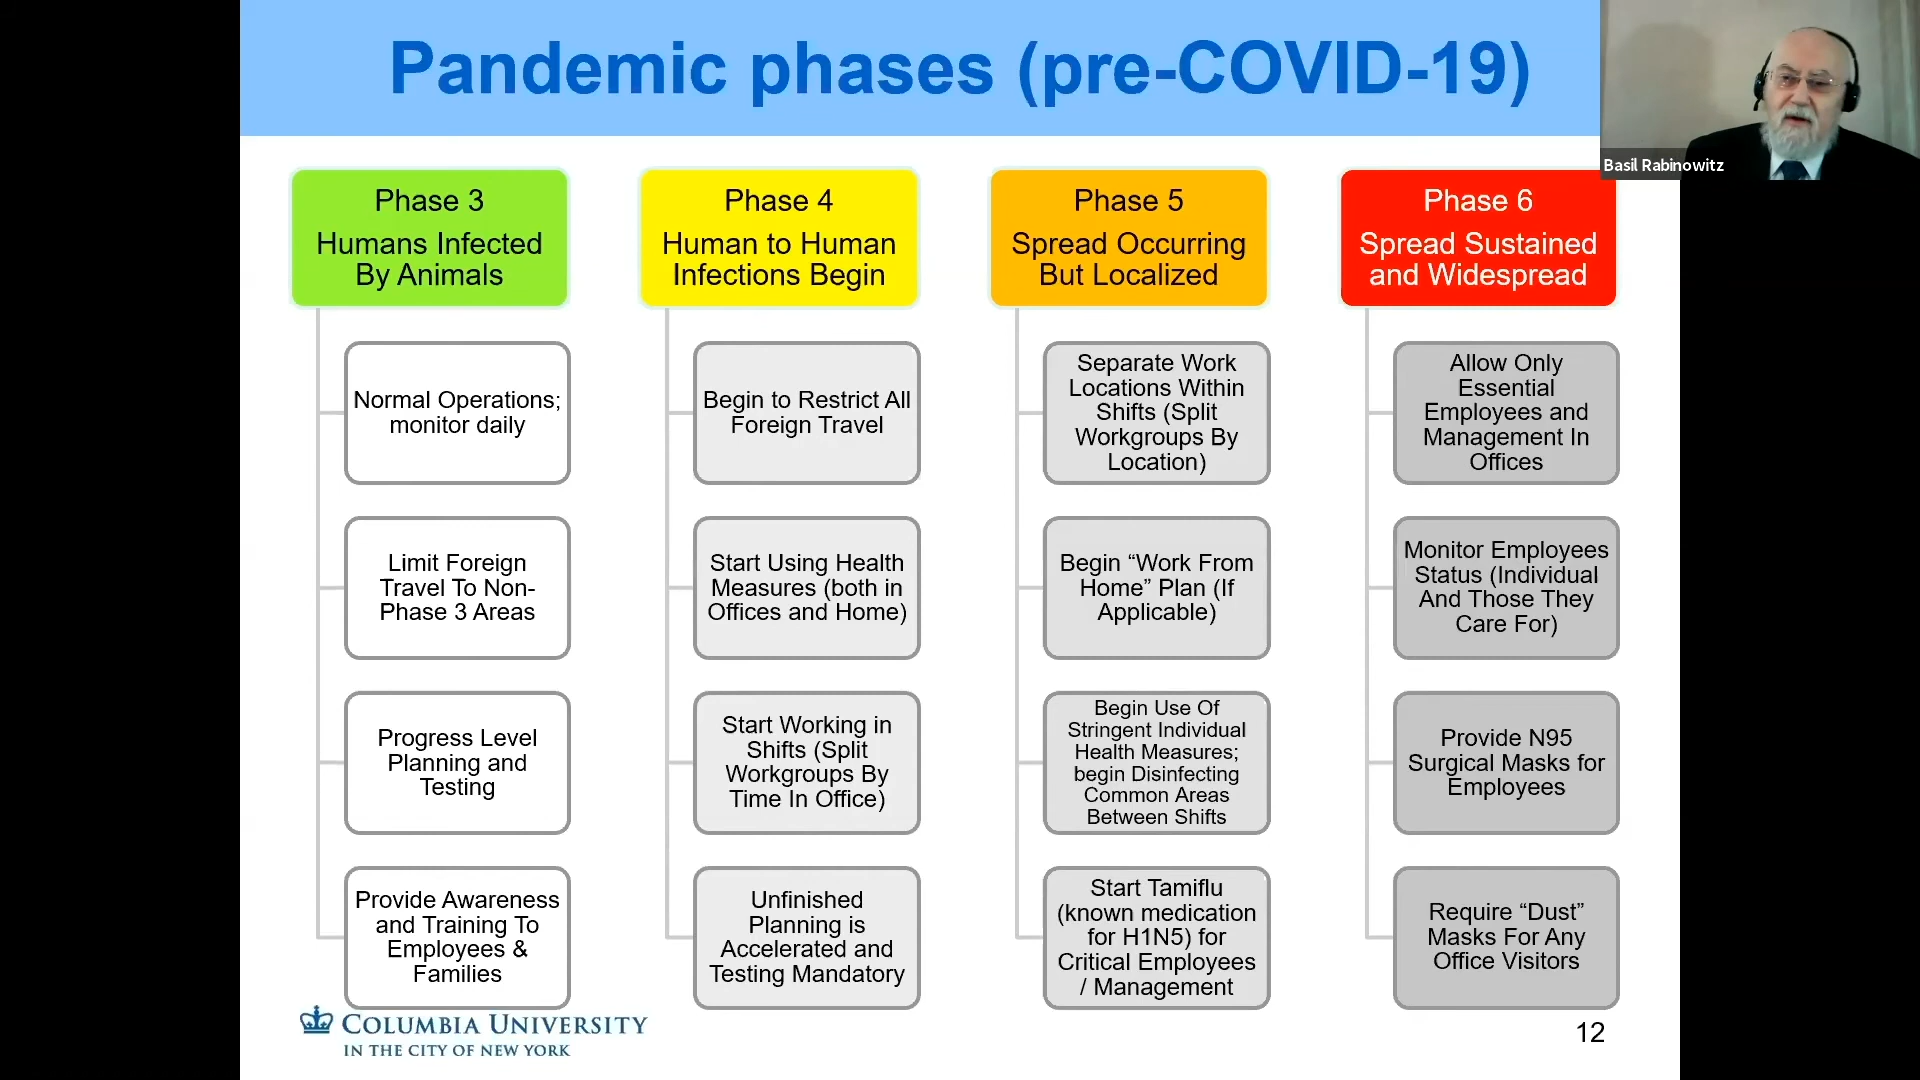 Pandemic phases (pre-COVID-19)
Basil Rabinowitz
Phase 3
Humans Infected
By Animals
Normal Operations;
monitor daily
Limit Foreign
Travel To Non-
Phase 3 Areas
Progress Level
Planning and
Testing
Provide Awareness
and Training To
Employees &
Families
Phase 4
Human to Human
Infections Begin
Begin to Restrict All
Foreign Travel
Start Using Health
Measures (both in
Offices and Home)
Start Working in
Shifts (Split
Workgroups By
Time In Office)
Unfinished
Planning is
Accelerated and
Testing Mandatory
Phase 5
Spread Occurring
But Localized
Separate Work
Locations Within
Shifts (Split
Workgroups By
Location)
Begin “Work From
Home” Plan (If
Applicable)
Begin Use Of
Stringent Individual
Health Measures;
begin Disinfecting
Common Areas
Between Shifts
Start Tamiflu
(known medication
for H1N5) for
Critical Employees
/ Management
Phase 6
Spread Sustained
and Widespread
Allow Only
Essential
Employees and
Management In
Offices
Monitor Employees
Status (Individual
And Those They
Care For)
Provide N95
Surgical Masks for
Employees
Require “Dust”
Masks For Any
Office Visitors
COLUMBIA UNIVERSITY
IN THE CITY OF NEW YORK
12